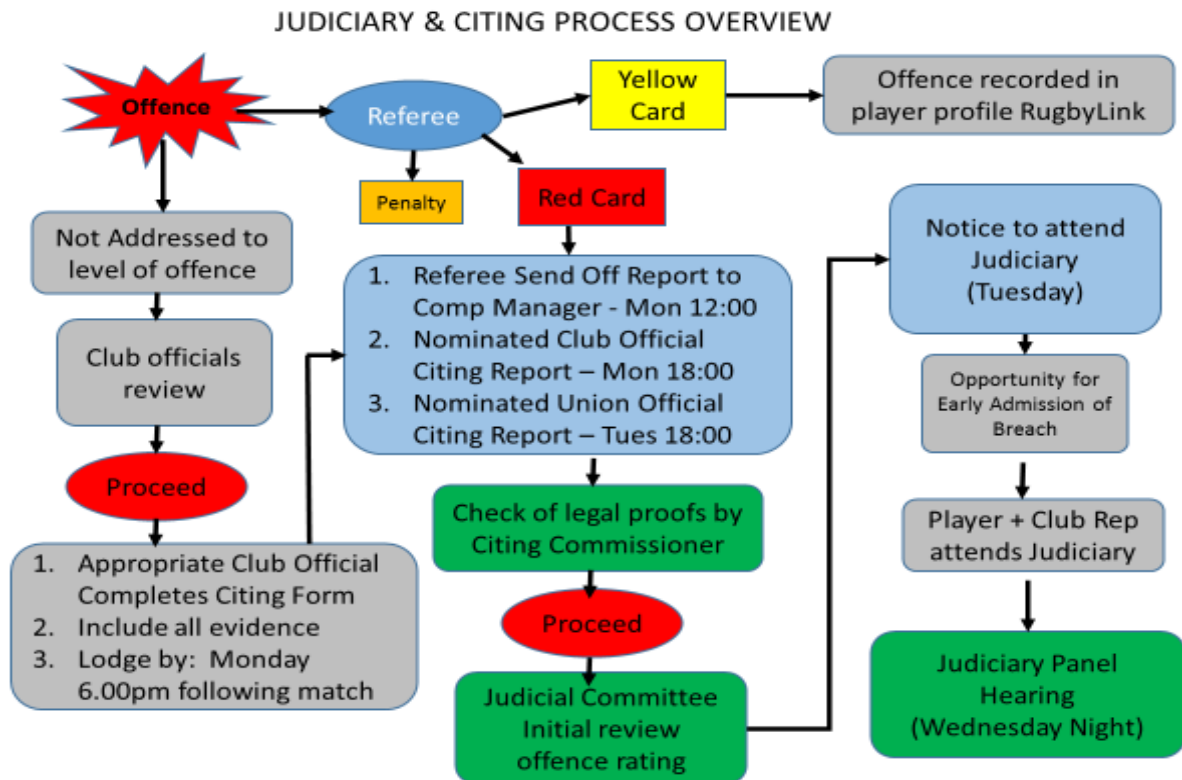 JUDICIARY & CITING PROCESS OVERVIEW
Offence
Referee
Yellow
Card
Offence recorded in
player profile RugbyLink
Penalty
Red Card
Not Addressed to
level of offence
Club officials
review
Proceed
1. Appropriate Club Official
Completes Citing Form
2. Include all evidence
3. Lodge by: Monday
6.00pm following match
1. Referee Send Off Report to
Comp Manager - Mon 12:00
2. Nominated Club Official
Citing Report – Mon 18:00
3. Nominated Union Official
Citing Report – Tues 18:00
Check of legal proofs by
Citing Commissioner
Proceed
Judicial Committee
Initial review
offence rating
Notice to attend
Judiciary
(Tuesday)
Opportunity for
Early Admission of
Breach
Player + Club Rep
attends Judiciary
Judiciary Panel
Hearing
(Wednesday Night)